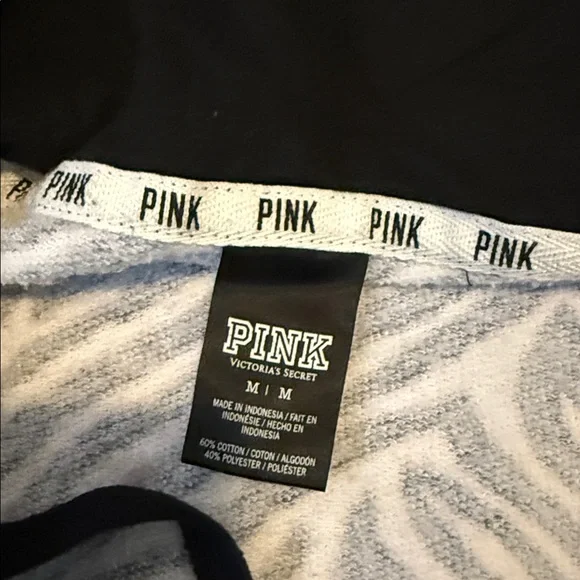 PINK PINK PINK PINK PINK
PINK
VICTORIA'S SECRET
M | M
MADE IN INDONESIA / FAIT EN
INDONÉSIE / HECHO EN
INDONESIA
60% COTTON / COTON / ALGODÓN
40% POLYESTER / POLIÉSTER